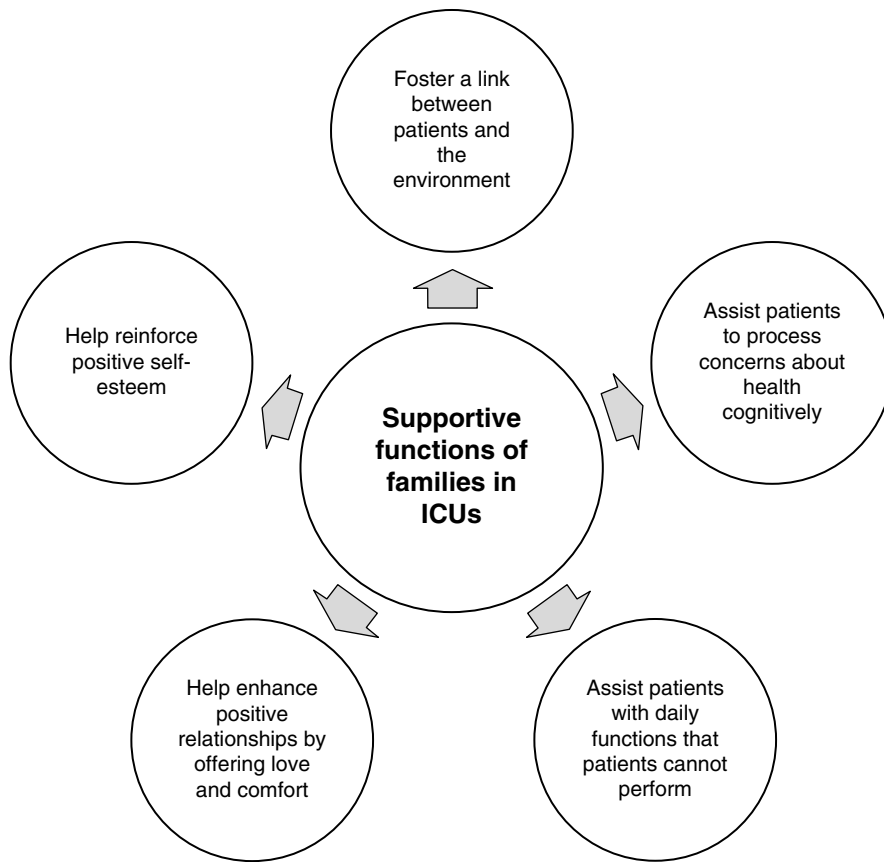 Foster a link
between
patients and
the
environment
Help reinforce
positive self-
esteem
Assist patients
to process
concerns about
health
cognitively
Supportive
functions of
families in
ICUs
Help enhance
positive
relationships by
offering love
and comfort
Assist patients
with daily
functions that
patients cannot
perform